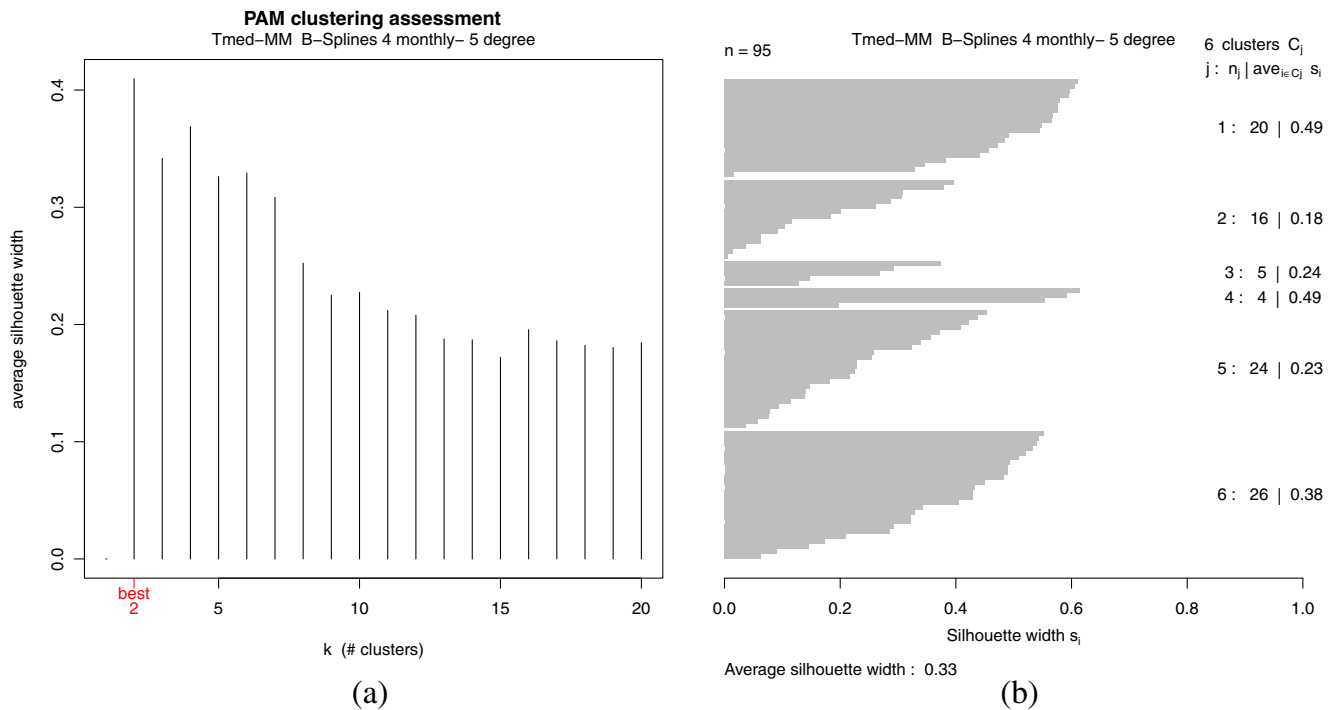 PAM clustering assessment
Tmed−MM B−Splines 4 monthly− 5 degree
average silhouette width
0.4
0.3
0.2
0.1
0.0
best
2
5
10
15
20
k (# clusters)
(a)
Tmed−MM B−Splines 4 monthly− 5 degree
n = 95
6 clusters Cj
j : nj | avei∈Cj si
1 : 20 | 0.49
2 : 16 | 0.18
3 : 5 | 0.24
4 : 4 | 0.49
5 : 24 | 0.23
6 : 26 | 0.38
0.0 0.2 0.4 0.6 0.8 1.0
Silhouette width si
Average silhouette width : 0.33
(b)